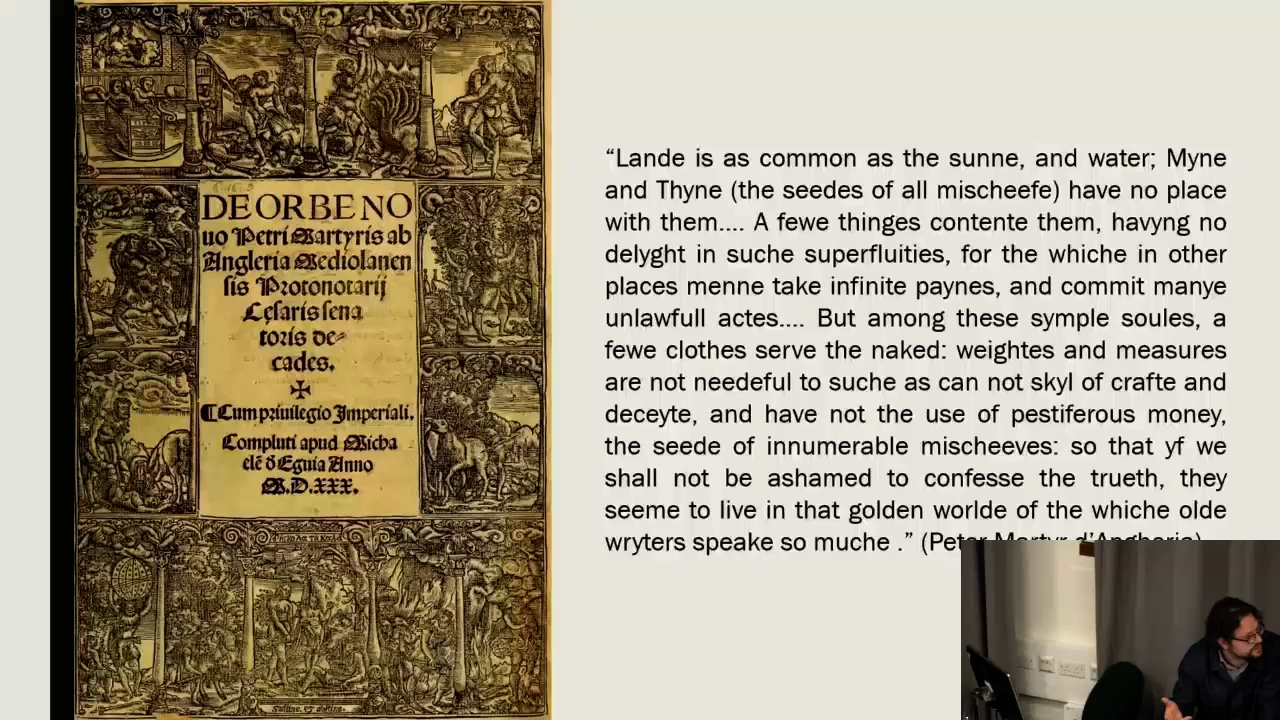 DE ORBE NO
uo Petri Martyris ab
Angleria Mediolanen
sis Protonotarij
Cęsaris sena
toris de⸗
cades.
Cum priuilegio Imperiali.
Compluti apud Micha
elē ð Eguia Anno
M.D.XXX.
“Lande is as common as the sunne, and water; Myne
and Thyne (the seedes of all mischeefe) have no place
with them.... A fewe thinges contente them, havyng no
delyght in suche superfluities, for the whiche in other
places menne take infinite paynes, and commit manye
unlawfull actes.... But among these symple soules, a
fewe clothes serve the naked: weightes and measures
are not needeful to suche as can not skyl of crafte and
deceyte, and have not the use of pestiferous money,
the seede of innumerable mischeeves: so that yf we
shall not be ashamed to confesse the trueth, they
seeme to live in that golden worlde of the whiche olde
wryters speake so muche .” (Peter Martyr d’Angheria)